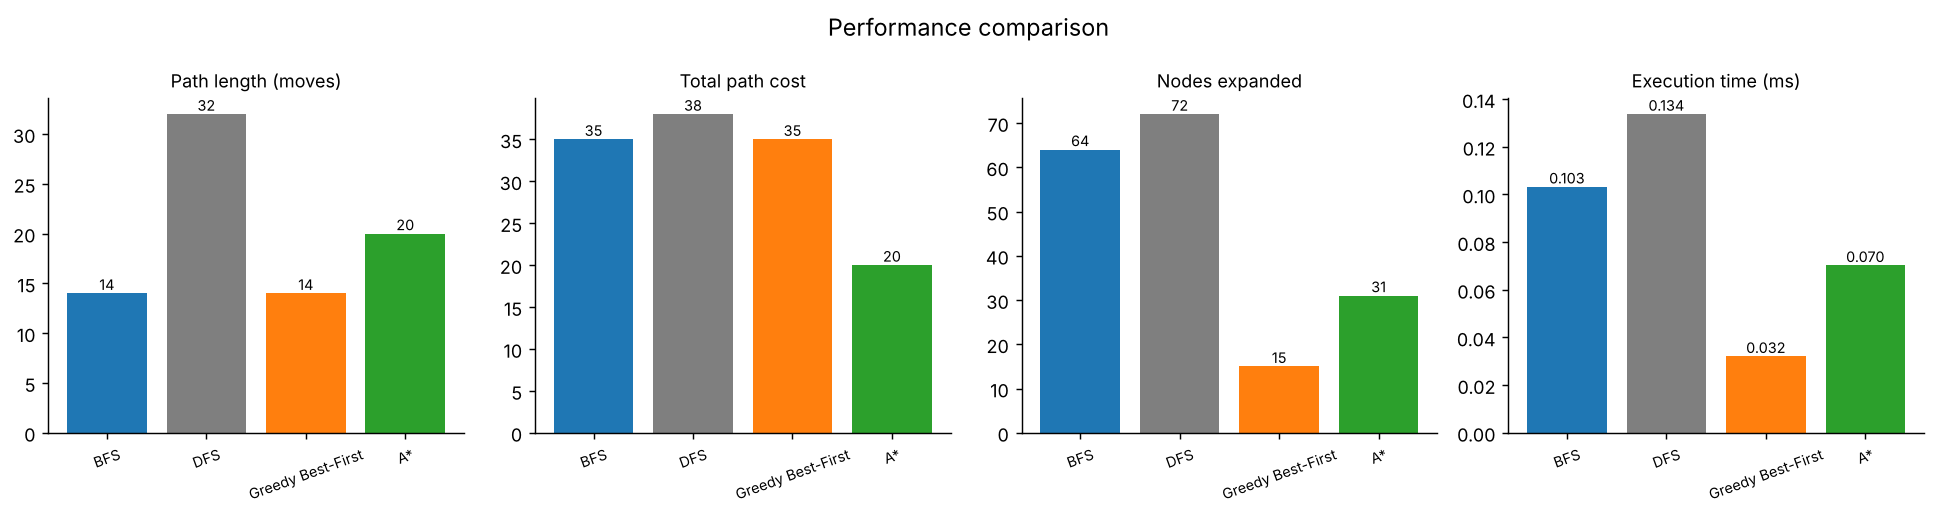 Performance comparison
Path length (moves)
32
14
14
20
30
25
20
15
10
5
0
BFS
DFS
Greedy Best-First
A*
Total path cost
35
38
35
20
35
30
25
20
15
10
5
0
BFS
DFS
Greedy Best-First
A*
Nodes expanded
64
72
15
31
70
60
50
40
30
20
10
0
BFS
DFS
Greedy Best-First
A*
Execution time (ms)
0.103
0.134
0.032
0.070
0.14
0.12
0.10
0.08
0.06
0.04
0.02
0.00
BFS
DFS
Greedy Best-First
A*